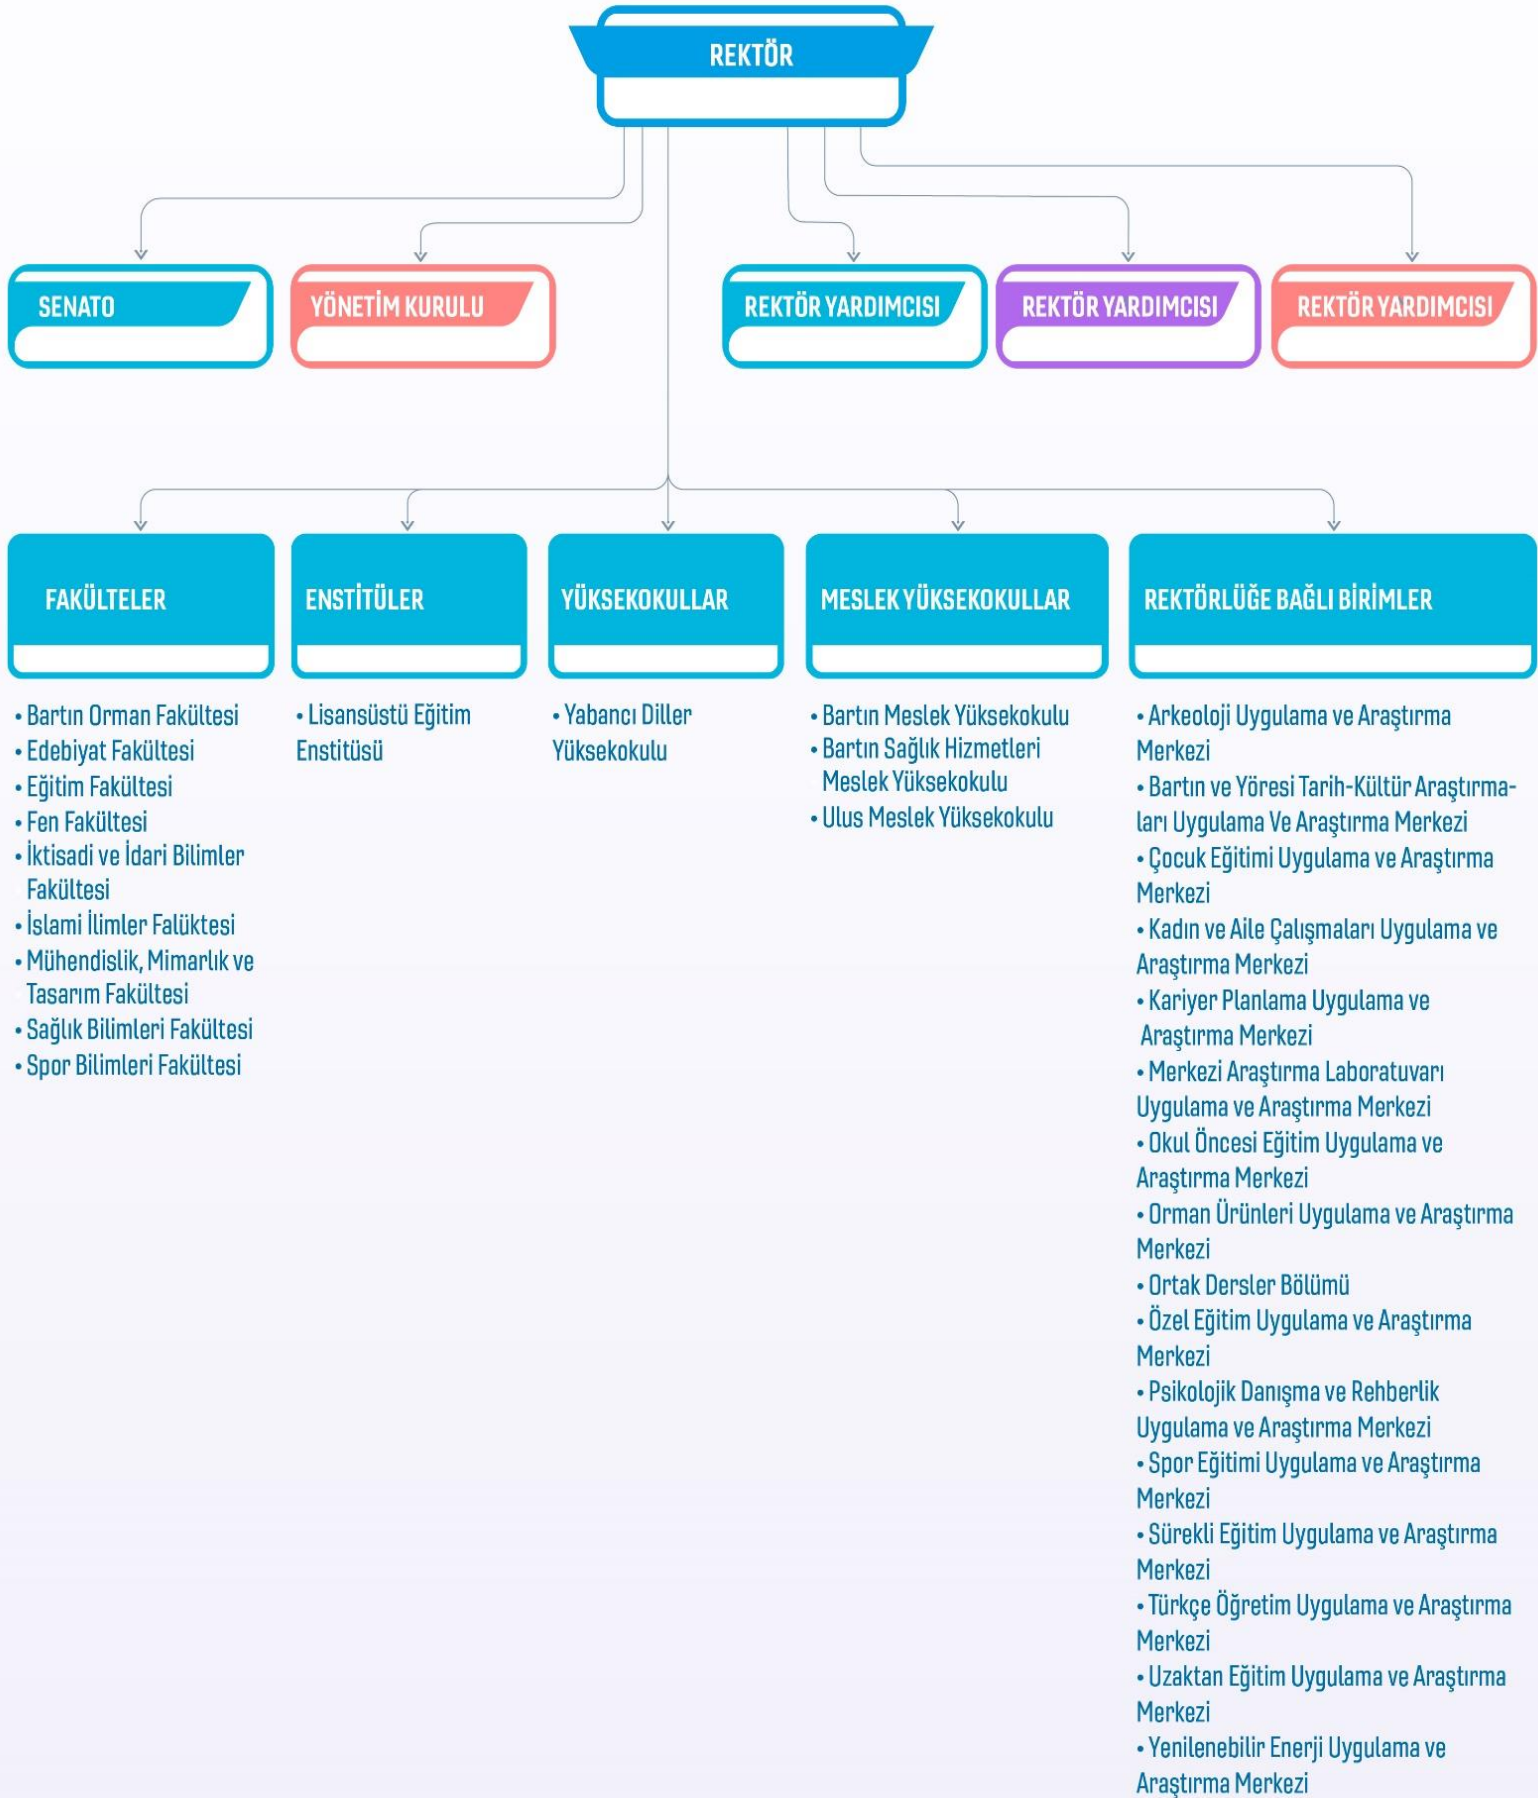 REKTÖR
SENATO
YÖNETİM KURULU
REKTÖR YARDIMCISI
REKTÖR YARDIMCISI
REKTÖR YARDIMCISI
FAKÜLTELER
• Bartın Orman Fakültesi
• Edebiyat Fakültesi
• Eğitim Fakültesi
• Fen Fakültesi
• İktisadi ve İdari Bilimler
Fakültesi
• İslami İlimler Falüktesi
• Mühendislik, Mimarlık ve
Tasarım Fakültesi
• Sağlık Bilimleri Fakültesi
• Spor Bilimleri Fakültesi
ENSTİTÜLER
• Lisansüstü Eğitim
Enstitüsü
YÜKSEKOKULLAR
• Yabancı Diller
Yüksekokulu
MESLEK YÜKSEKOKULLAR
• Bartın Meslek Yüksekokulu
• Bartın Sağlık Hizmetleri
Meslek Yüksekokulu
• Ulus Meslek Yüksekokulu
REKTÖRLÜĞE BAĞLI BİRİMLER
• Arkeoloji Uygulama ve Araştırma
Merkezi
• Bartın ve Yöresi Tarih-Kültür Araştırma-
ları Uygulama Ve Araştırma Merkezi
• Çocuk Eğitimi Uygulama ve Araştırma
Merkezi
• Kadın ve Aile Çalışmaları Uygulama ve
Araştırma Merkezi
• Kariyer Planlama Uygulama ve
Araştırma Merkezi
• Merkezi Araştırma Laboratuvarı
Uygulama ve Araştırma Merkezi
• Okul Öncesi Eğitim Uygulama ve
Araştırma Merkezi
• Orman Ürünleri Uygulama ve Araştırma
Merkezi
• Ortak Dersler Bölümü
• Özel Eğitim Uygulama ve Araştırma
Merkezi
• Psikolojik Danışma ve Rehberlik
Uygulama ve Araştırma Merkezi
• Spor Eğitimi Uygulama ve Araştırma
Merkezi
• Sürekli Eğitim Uygulama ve Araştırma
Merkezi
• Türkçe Öğretim Uygulama ve Araştırma
Merkezi
• Uzaktan Eğitim Uygulama ve Araştırma
Merkezi
• Yenilenebilir Enerji Uygulama ve
Araştırma Merkezi